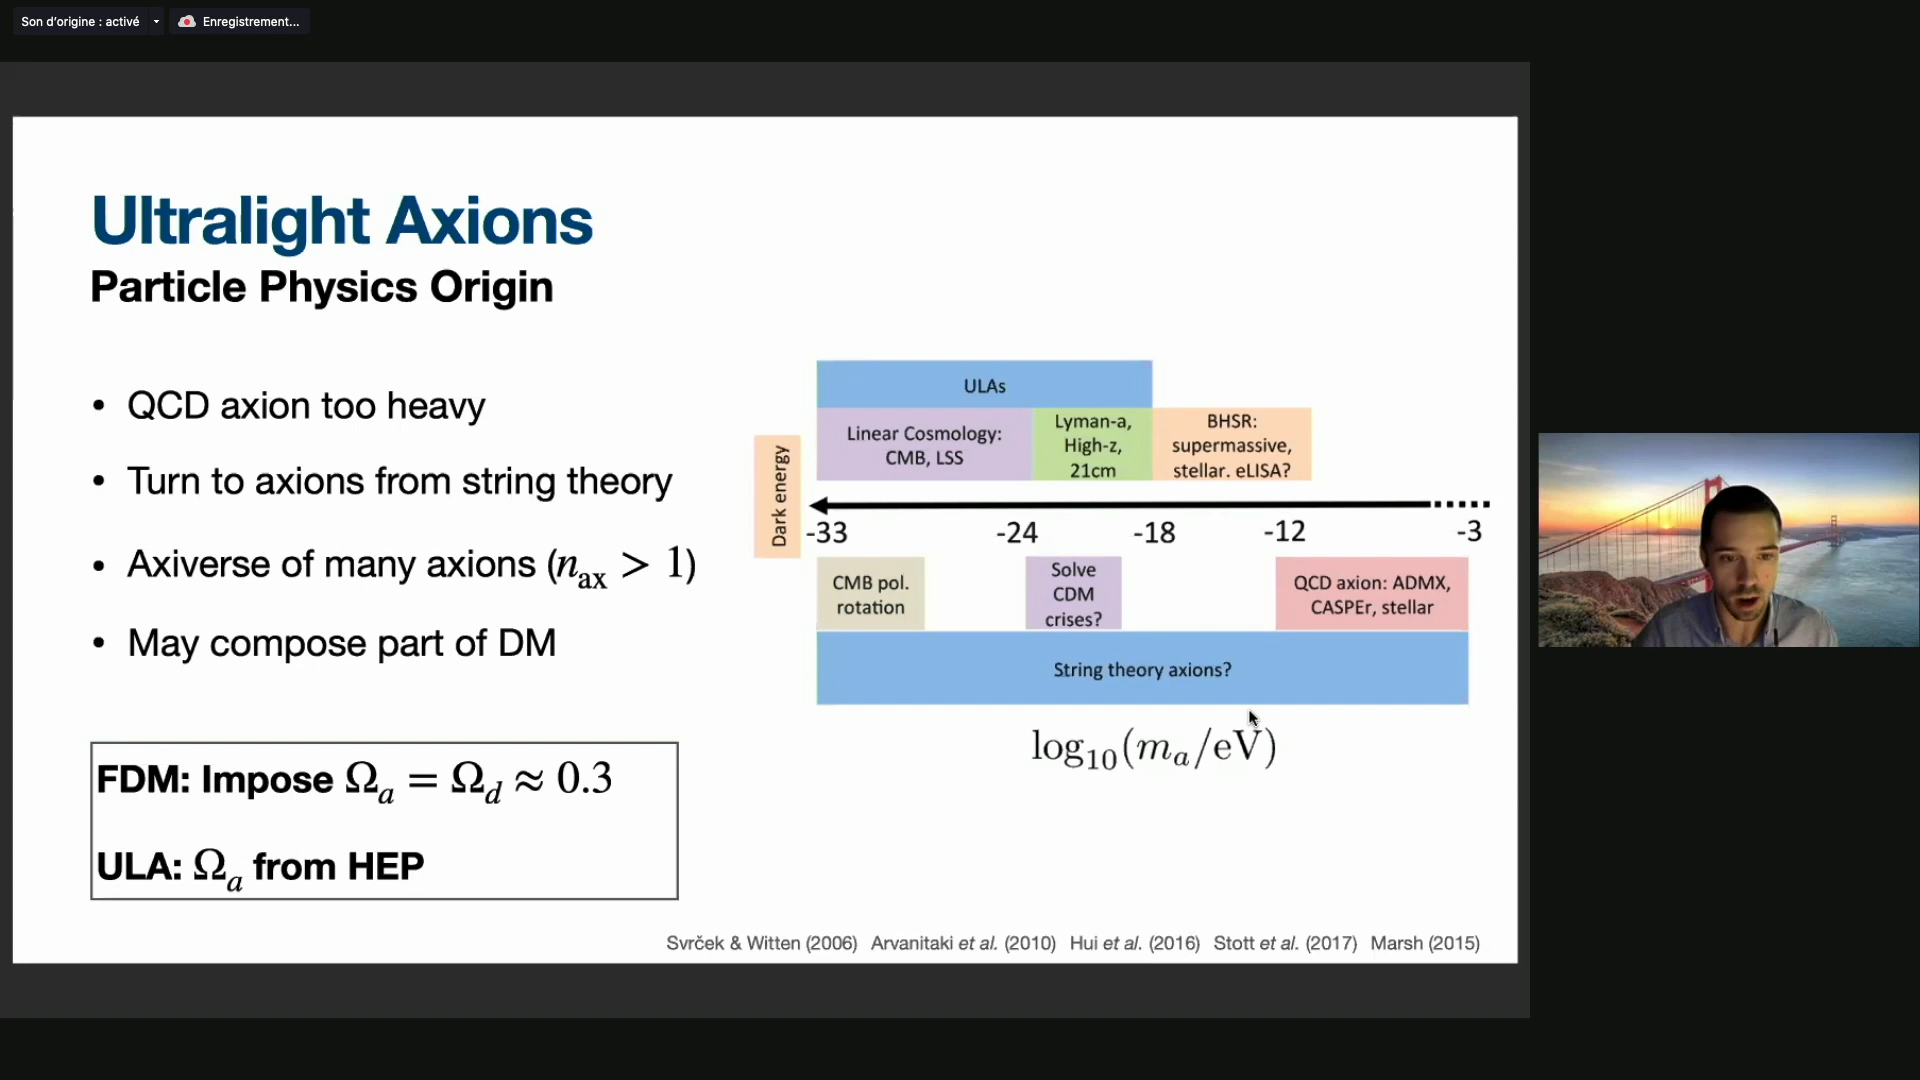 Son d'origine : activé
Enregistrement...
Ultralight Axions
Particle Physics Origin
• QCD axion too heavy
• Turn to axions from string theory
• Axiverse of many axions (n_ax > 1)
• May compose part of DM
FDM: Impose Ω_a = Ω_d ≈ 0.3
ULA: Ω_a from HEP
ULAs
Linear Cosmology:
CMB, LSS
Lyman-a,
High-z,
21cm
BHSR:
supermassive,
stellar. eLISA?
Dark energy
-33 -24 -18 -12 -3
CMB pol.
rotation
Solve
CDM
crises?
QCD axion: ADMX,
CASPEr, stellar
String theory axions?
log₁₀(m_a/eV)
Svrček & Witten (2006) Arvanitaki et al. (2010) Hui et al. (2016) Stott et al. (2017) Marsh (2015)